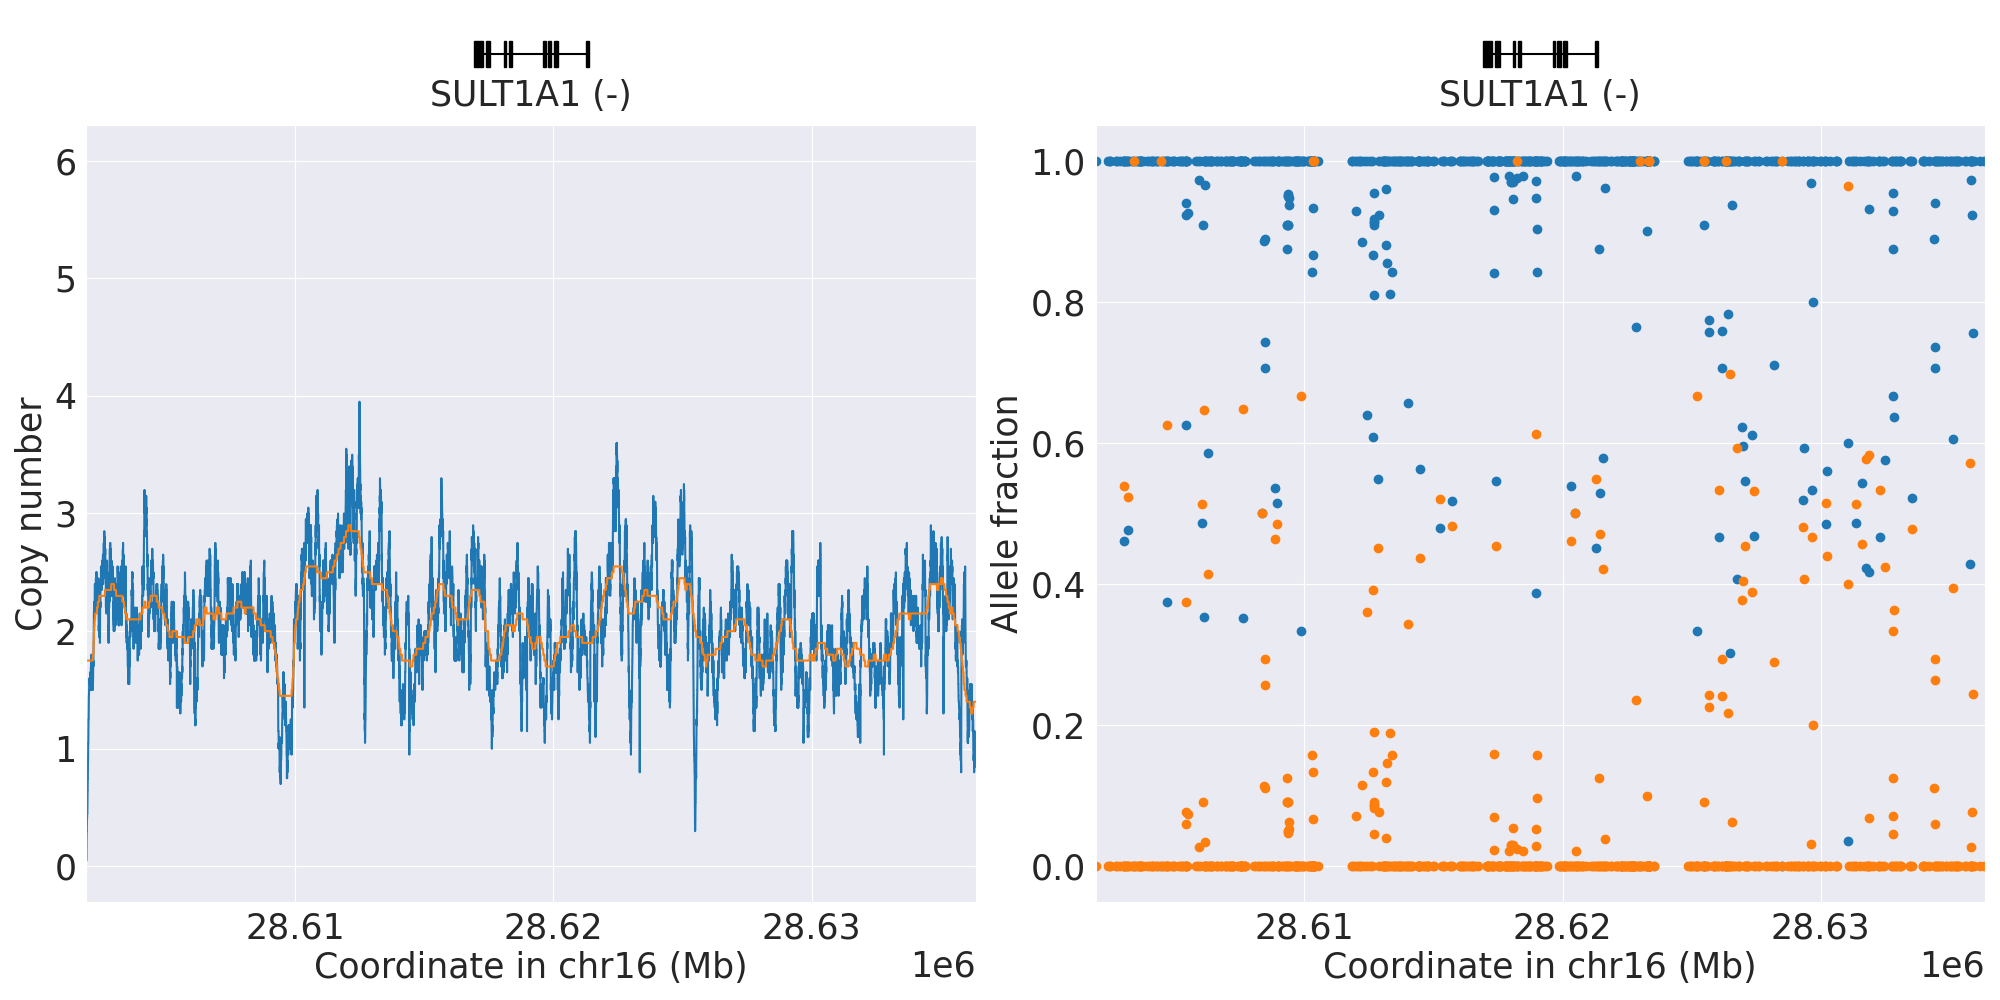 SULT1A1 (-)
6
5
4
3
2
1
0
Copy number
28.61
28.62
28.63
Coordinate in chr16 (Mb)
1e6
SULT1A1 (-)
1.0
0.8
0.6
0.4
0.2
0.0
Allele fraction
28.61
28.62
28.63
Coordinate in chr16 (Mb)
1e6